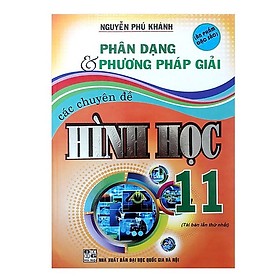 NGUYỄN PHÚ KHÁNH
PHÂN DẠNG
& PHƯƠNG PHÁP GIẢI
các chuyên đề
HÌNH HỌC
11
(Tái bản lần thứ nhất)
NHÀ XUẤT BẢN ĐẠI HỌC QUỐC GIA HÀ NỘI